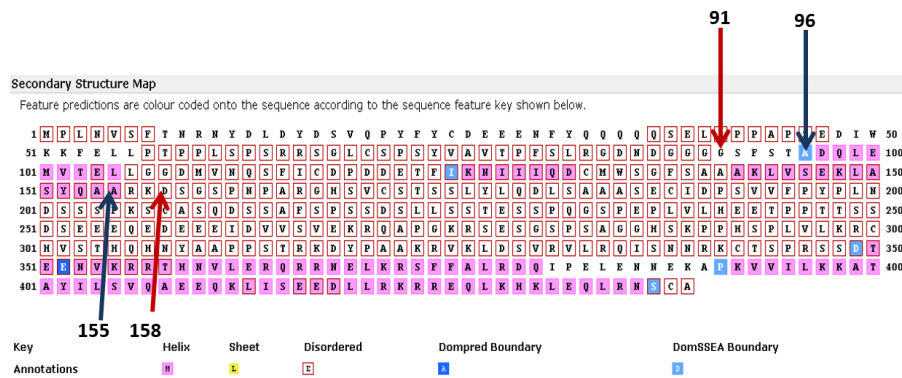 91
96
Secondary Structure Map
Feature predictions are colour coded onto the sequence according to the sequence feature key shown below.
1 M P L N V S F T N R N Y D L D Y D S V Q P Y F Y C D E E E N F Y Q Q Q Q Q S E L P P A P E D I W 50
51 K K F E L L P T P P L S P S R R S G L C S P S Y V A V T P F S L R G D N D G G G G S F S T A D Q L E 100
101 M V T E L L G G D M V N Q S F I C D P D D E T F I K N I I I Q D C M W S G F S A A A K L V S E K L A 150
151 S Y Q A A R K D S G S P N P A R G H S V C S T S S L Y L Q D L S A A A S E C I D P S V V F P Y P L N 200
201 D S S S P K S C A S Q D S S A F S P S S D S L L S S T E S S P Q G S P E P L V L H E E T P P T T S S 250
251 D S E E E Q E D E E E I D V V S V E K R Q A P G K R S E S G S P S A G G H S K P P H S P L V L K R C 300
301 H V S T H Q H N Y A A P P S T R K D Y P A A K R V K L D S V R V L R Q I S N N R K C T S P R S S D T 350
351 E E N V K R R T H N V L E R Q R R N E L K R S F F A L R D Q I P E L E N N E K A P K V V I L K K A T 400
401 A Y I L S V Q A E E Q K L I S E E D L L R K R R E Q L K H K L E Q L R N S C A
155 158
Key Helix Sheet Disordered Dompred Boundary DomSSEA Boundary
Annotations H L E A D